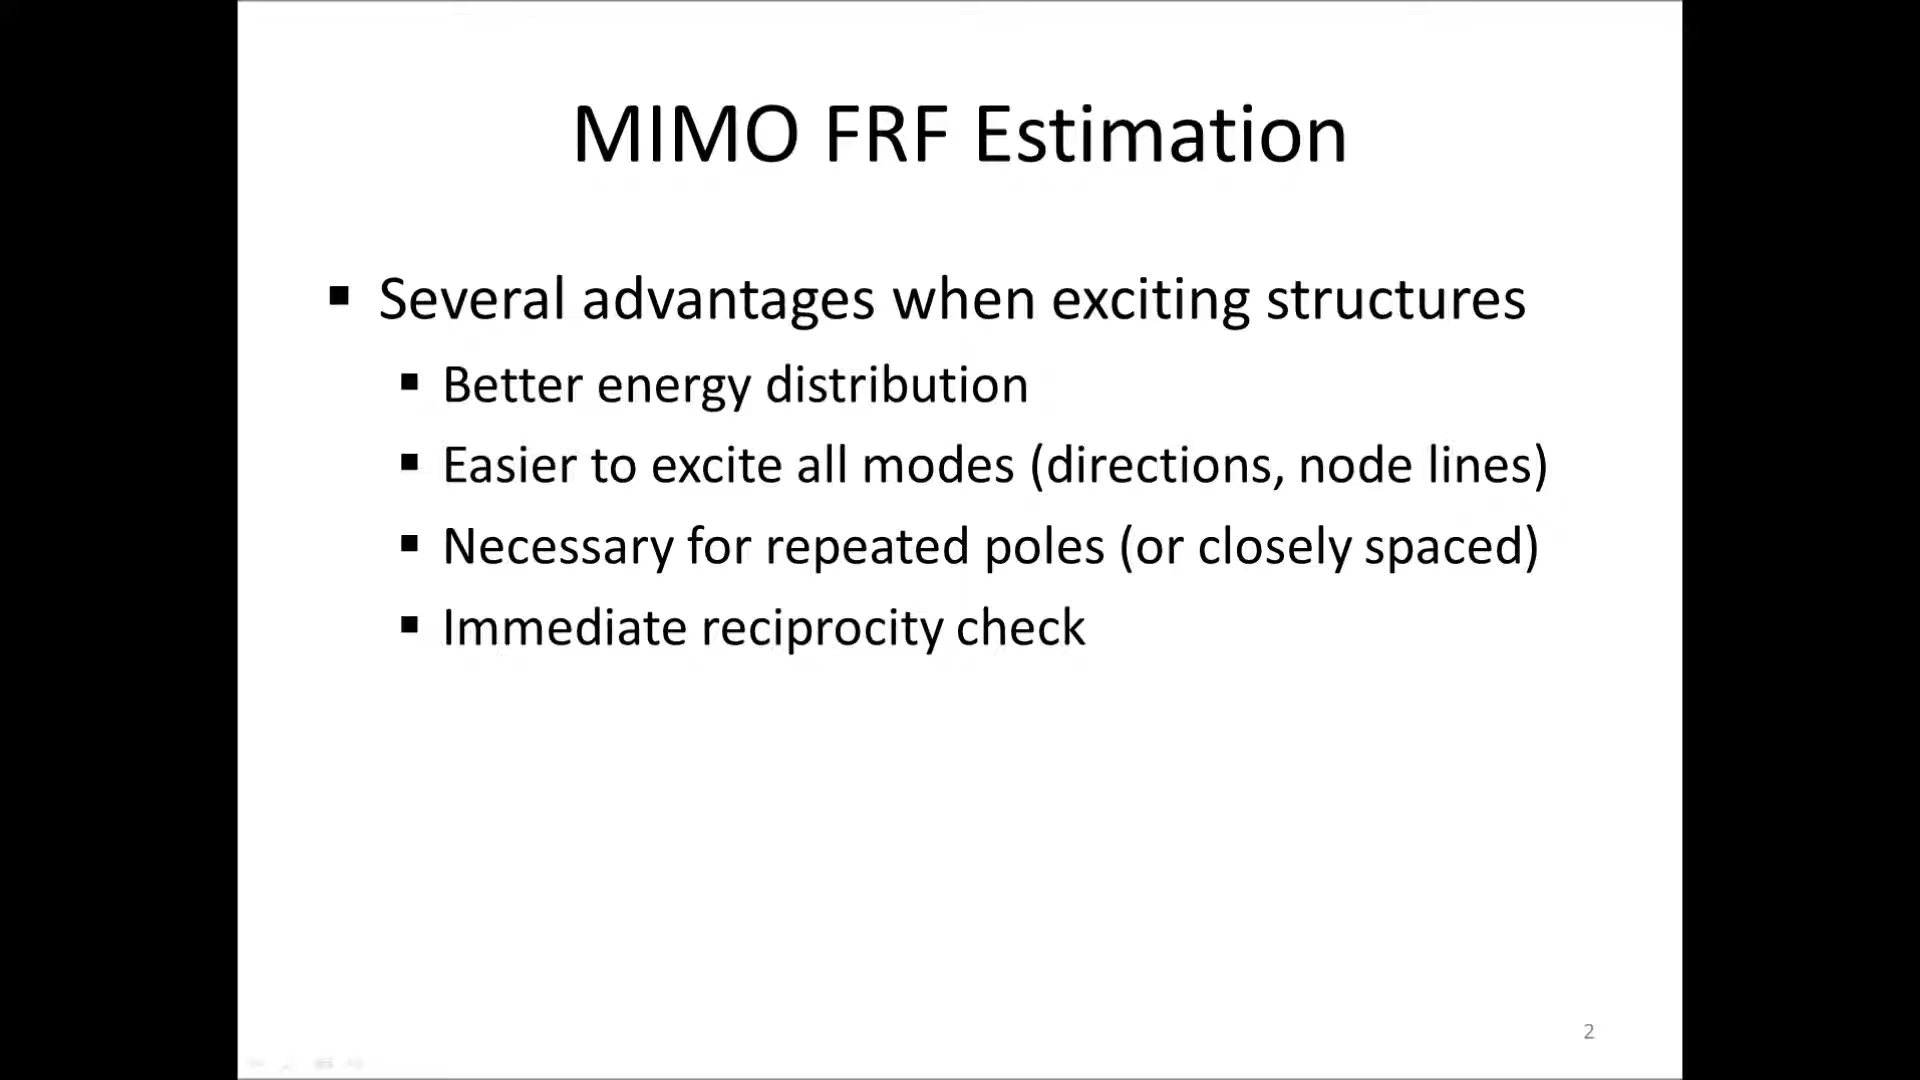 MIMO FRF Estimation
▪ Several advantages when exciting structures
▪ Better energy distribution
▪ Easier to excite all modes (directions, node lines)
▪ Necessary for repeated poles (or closely spaced)
▪ Immediate reciprocity check
2